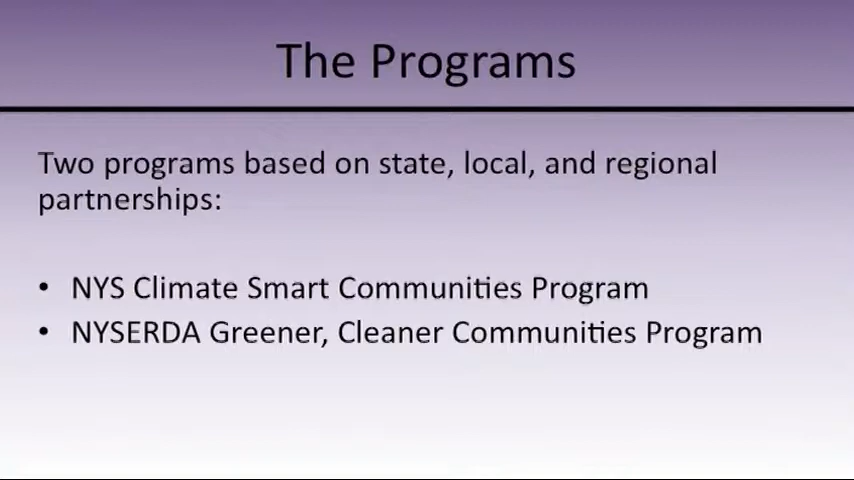 The Programs
Two programs based on state, local, and regional
partnerships:
• NYS Climate Smart Communities Program
• NYSERDA Greener, Cleaner Communities Program